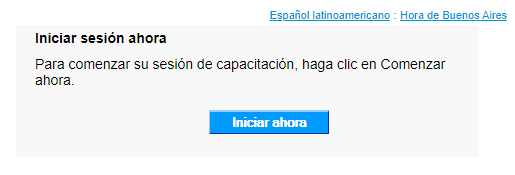 Español latinoamericano : Hora de Buenos Aires
Iniciar sesión ahora
Para comenzar su sesión de capacitación, haga clic en Comenzar
ahora.
Iniciar ahora